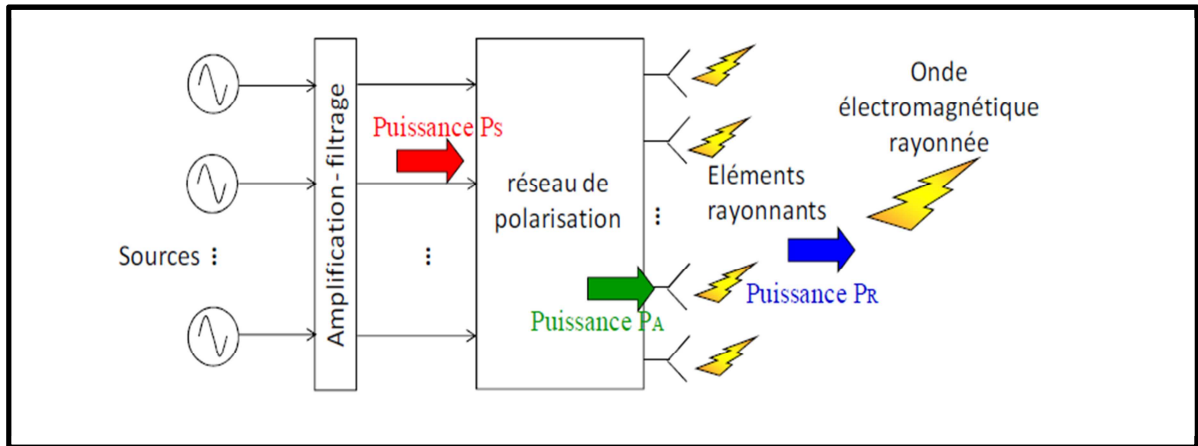 Sources ⋮
Amplification - filtrage
Puissance PS
⋮
réseau de
polarisation
Puissance PA
⋮
Eléments
rayonnants
Puissance PR
Onde
électromagnétique
rayonnée